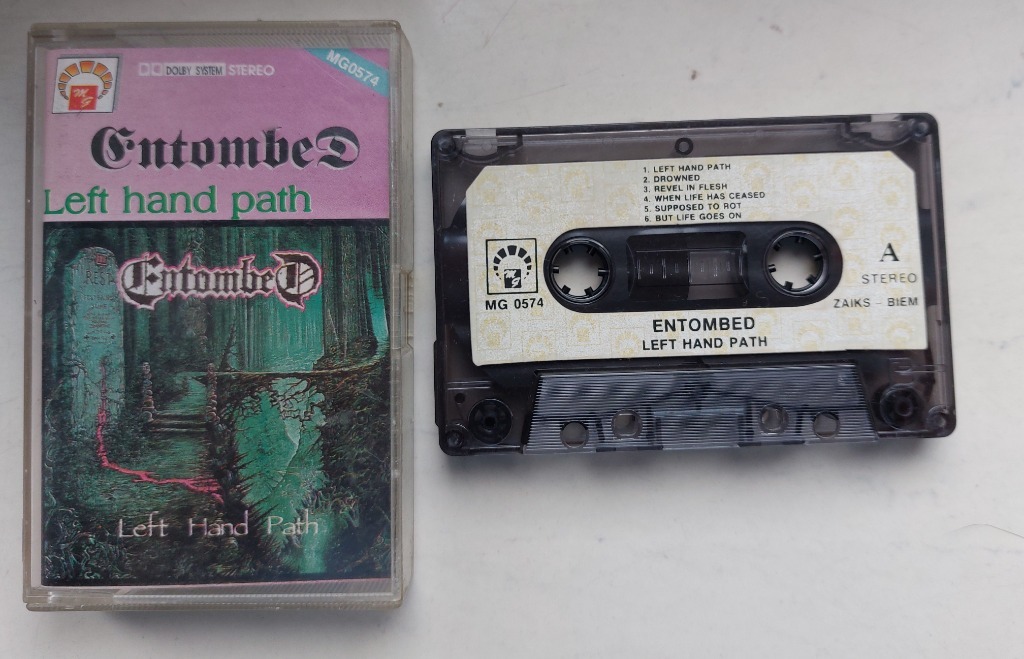 MG
DOLBY SYSTEM STEREO
MG0574
Entombed
Left hand path
Entombed
Left Hand Path
1. LEFT HAND PATH
2. DROWNED
3. REVEL IN FLESH
4. WHEN LIFE HAS CEASED
5. SUPPOSED TO ROT
6. BUT LIFE GOES ON
MG
MG 0574
A
STEREO
ZAIKS – BIEM
ENTOMBED
LEFT HAND PATH